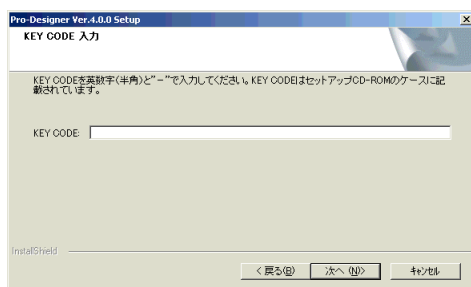 Pro-Designer Ver.4.0.0 Setup
KEY CODE 入力
KEY CODEを英数字(半角)と"-"で入力してください。KEY CODEはセットアップCD-ROMのケースに記
載されています。
KEY CODE:
InstallShield
< 戻る(B)
次へ (N)>
キャンセル